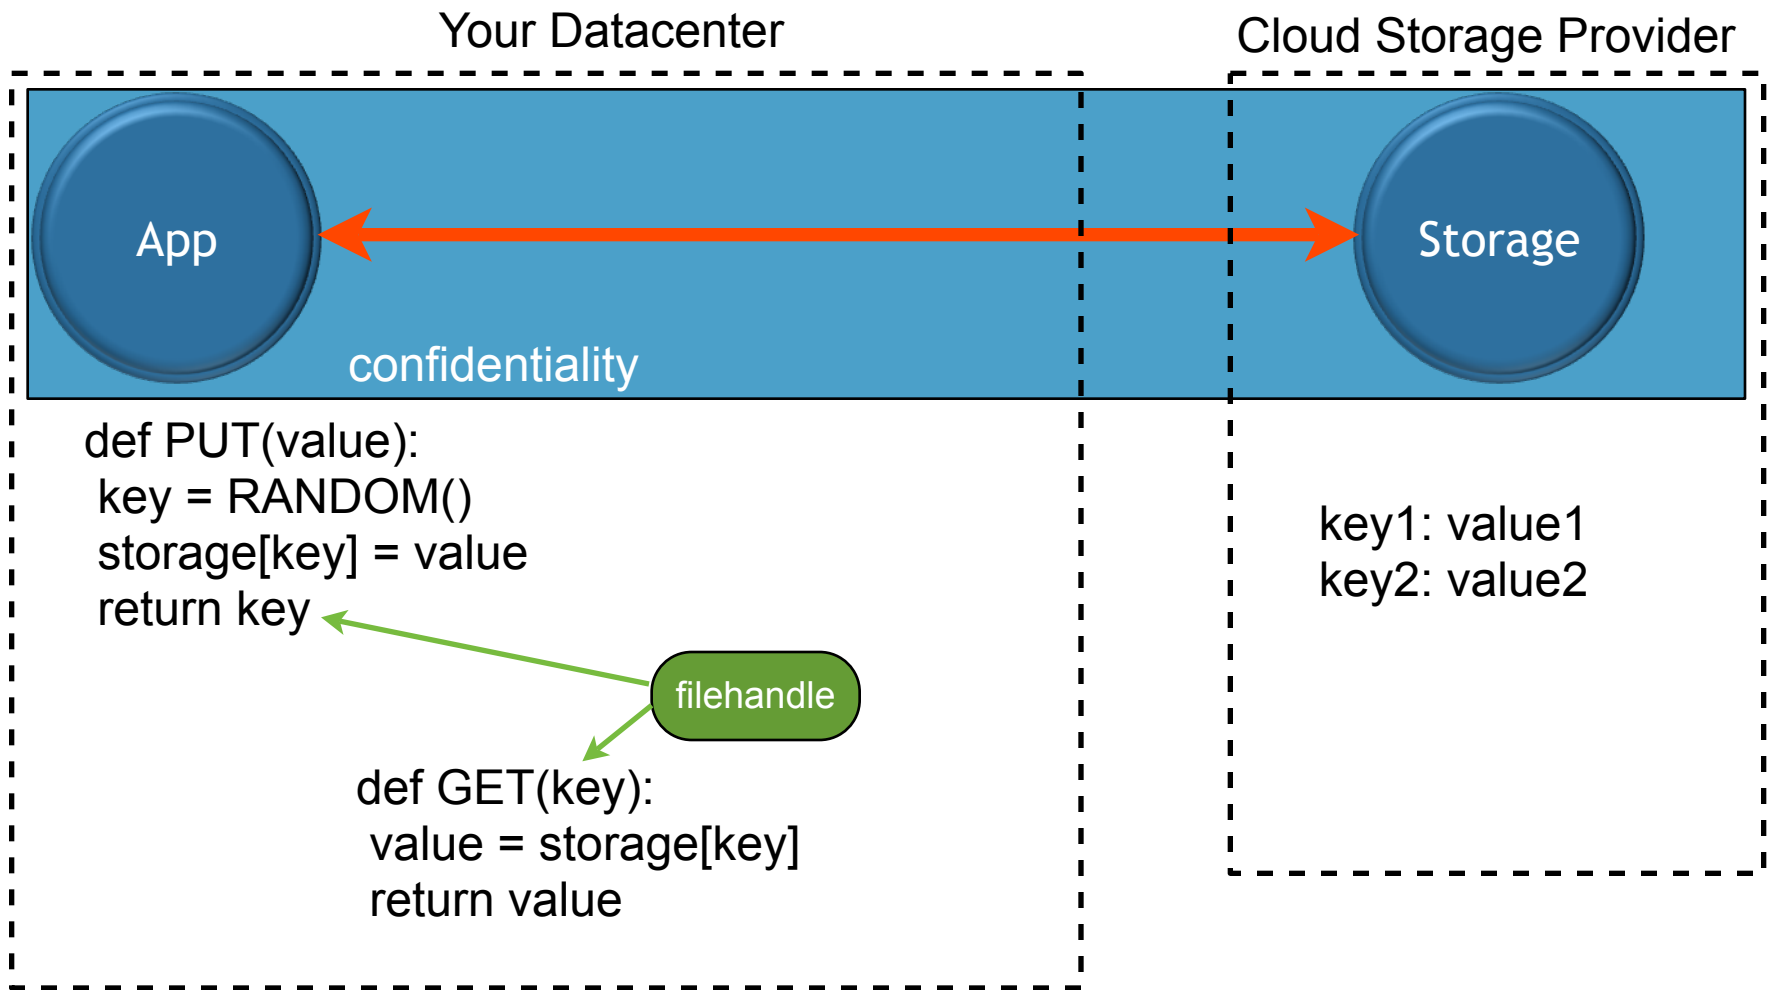 Your Datacenter
Cloud Storage Provider
App
Storage
confidentiality
def PUT(value):
key = RANDOM()
storage[key] = value
return key
key1: value1
key2: value2
filehandle
def GET(key):
value = storage[key]
return value